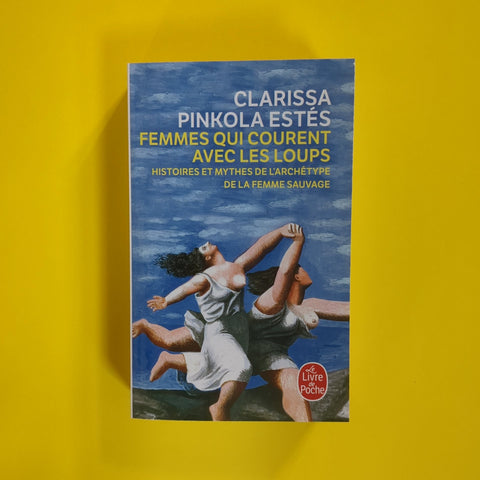 CLARISSA
PINKOLA ESTÉS
FEMMES QUI COURENT
AVEC LES LOUPS
HISTOIRES ET MYTHES DE L'ARCHÉTYPE
DE LA FEMME SAUVAGE
Le
Livre
de
Poche